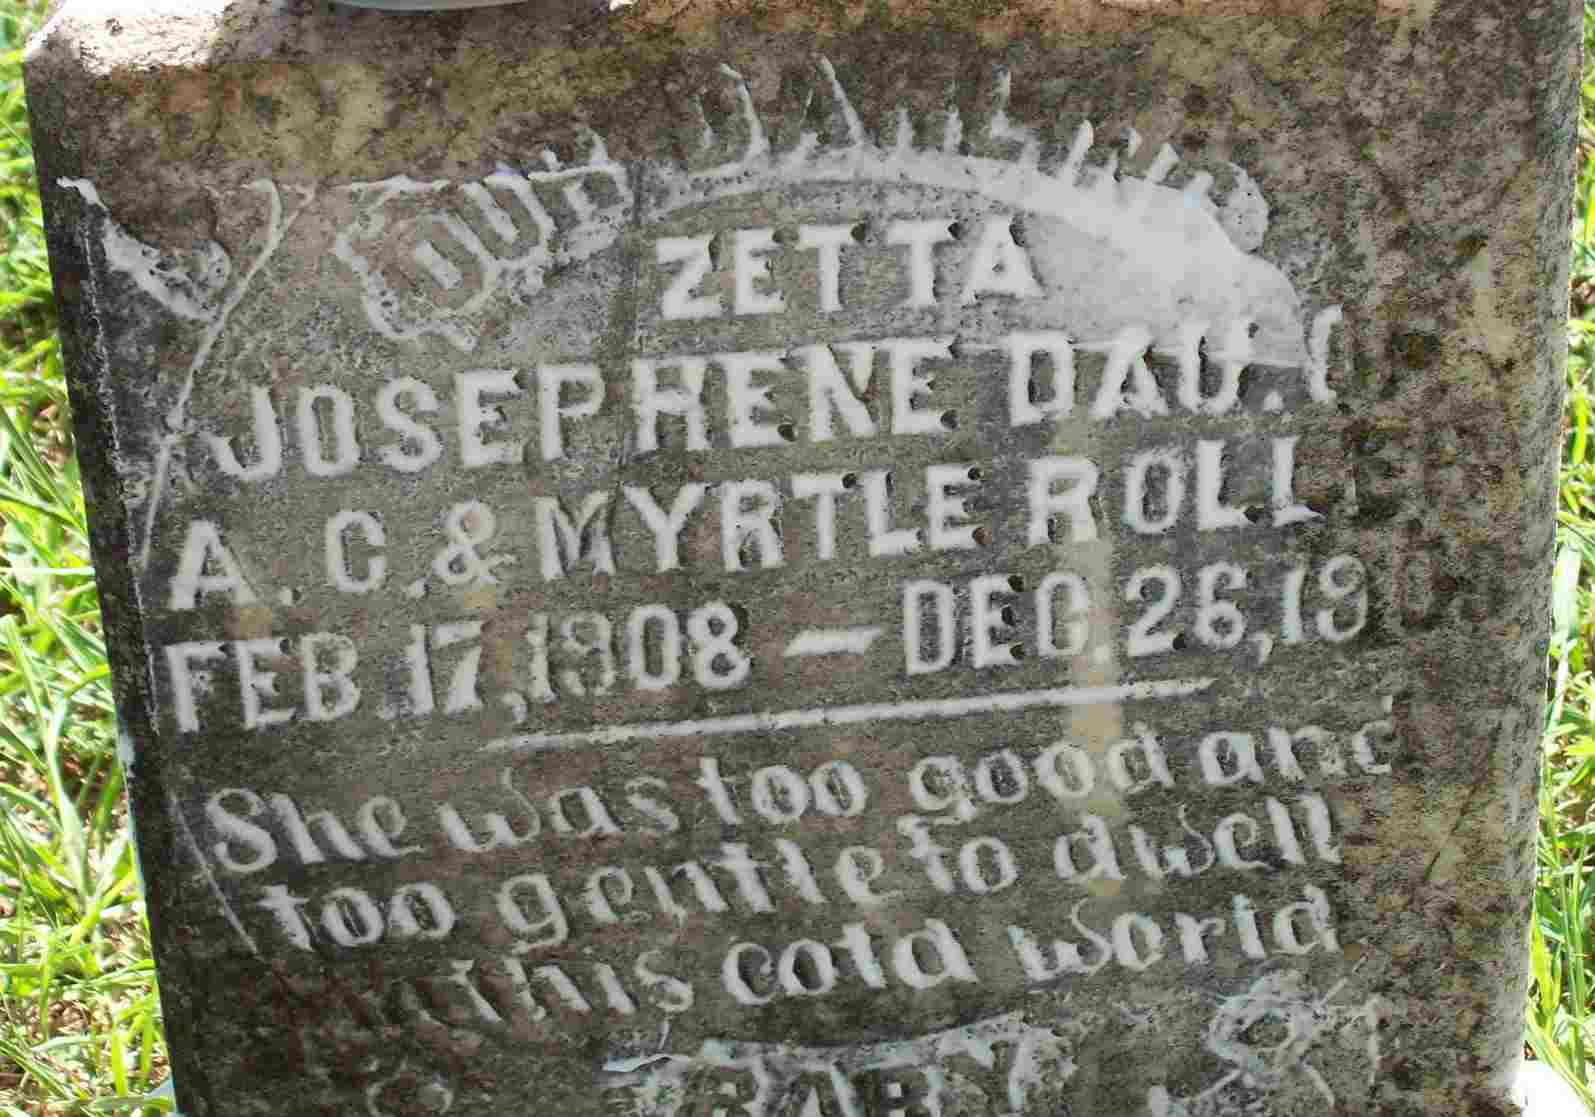 ZETTA
JOSEPHENE DAU. O
A. C. & MYRTLE ROLL
FEB. 17, 1908 — DEC. 26, 19
She was too good and
too gentle to dwell
this cold world
BABY